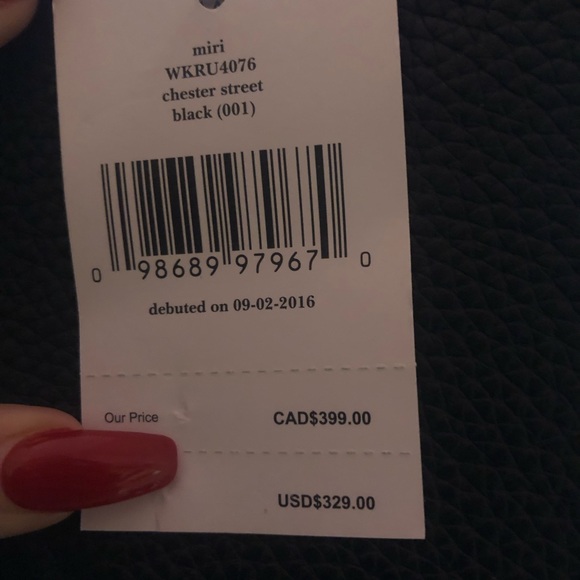 miri
WKRU4076
chester street
black (001)
0 98689 97967 0
debuted on 09-02-2016
Our Price CAD$399.00
USD$329.00